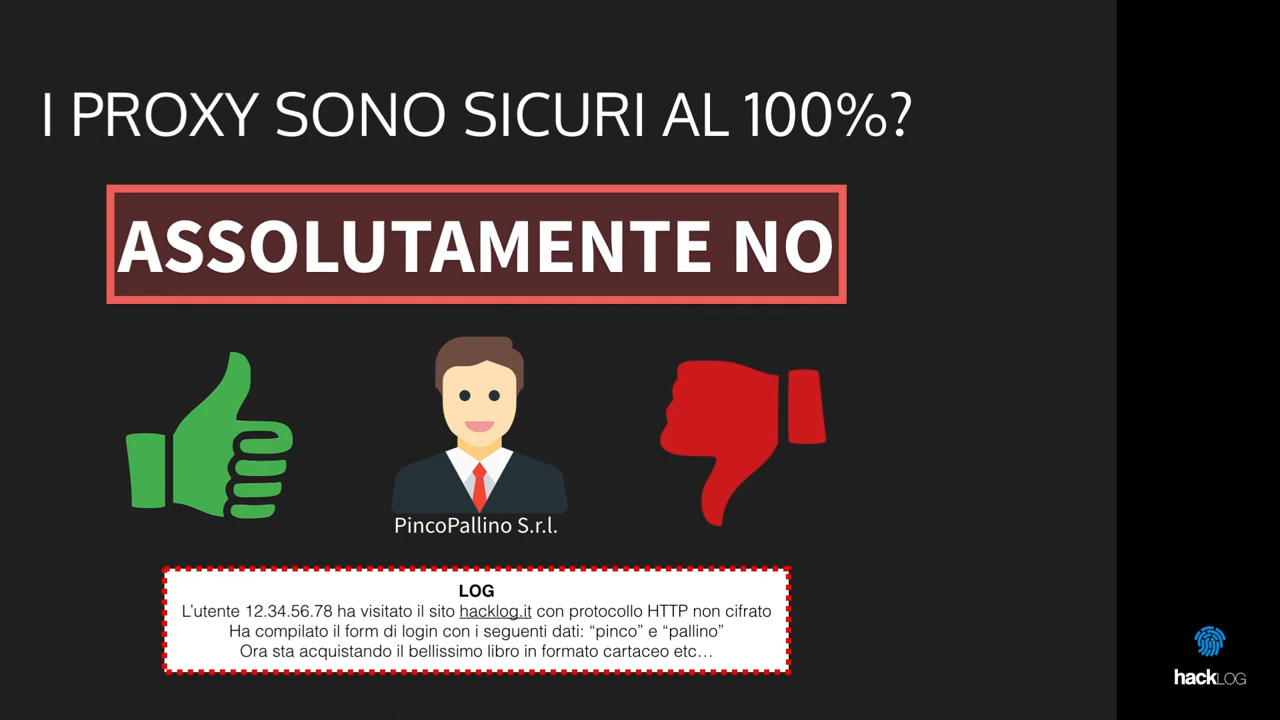 I PROXY SONO SICURI AL 100%?
ASSOLUTAMENTE NO
PincoPallino S.r.l.
LOG
L’utente 12.34.56.78 ha visitato il sito hacklog.it con protocollo HTTP non cifrato
Ha compilato il form di login con i seguenti dati: “pinco” e “pallino”
Ora sta acquistando il bellissimo libro in formato cartaceo etc…
hackLOG